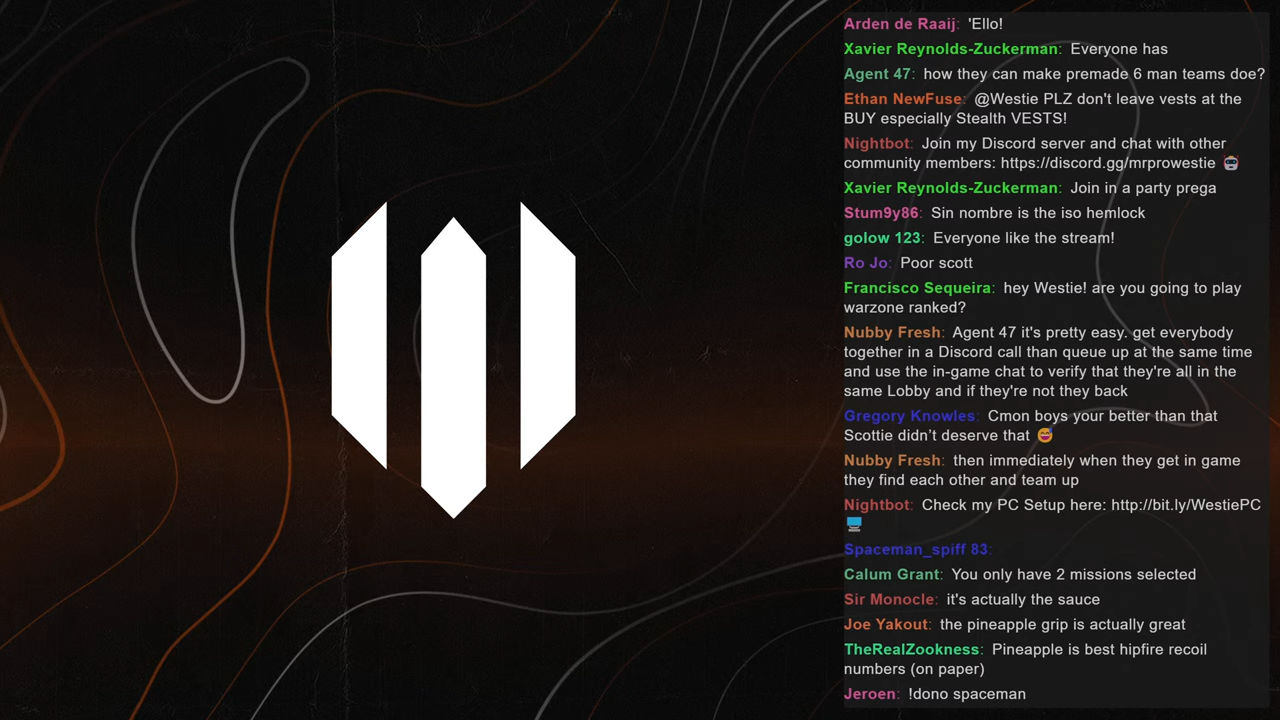 Arden de Raaij: 'Ello!
Xavier Reynolds-Zuckerman: Everyone has
Agent 47: how they can make premade 6 man teams doe?
Ethan NewFuse: @Westie PLZ don't leave vests at the
BUY especially Stealth VESTS!
Nightbot: Join my Discord server and chat with other
community members: https://discord.gg/mrprowestie
Xavier Reynolds-Zuckerman: Join in a party prega
Stum9y86: Sin nombre is the iso hemlock
golow 123: Everyone like the stream!
Ro Jo: Poor scott
Francisco Sequeira: hey Westie! are you going to play
warzone ranked?
Nubby Fresh: Agent 47 it's pretty easy. get everybody
together in a Discord call than queue up at the same time
and use the in-game chat to verify that they're all in the
same Lobby and if they're not they back
Gregory Knowles: Cmon boys your better than that
Scottie didn’t deserve that 😅
Nubby Fresh: then immediately when they get in game
they find each other and team up
Nightbot: Check my PC Setup here: http://bit.ly/WestiePC
🖥️
Spaceman_spiff 83:
Calum Grant: You only have 2 missions selected
Sir Monocle: it's actually the sauce
Joe Yakout: the pineapple grip is actually great
TheRealZookness: Pineapple is best hipfire recoil
numbers (on paper)
Jeroen: !dono spaceman